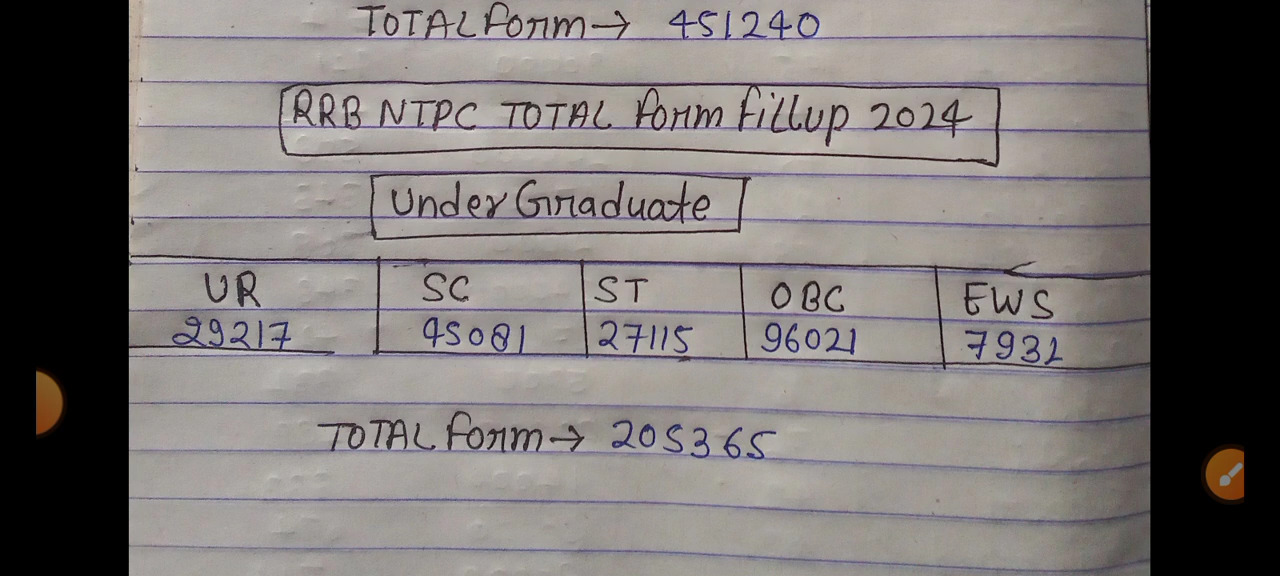 TOTAL form → 451240
RRB NTPC TOTAL form fillup 2024
Under Graduate
UR SC ST OBC EWS
29217 45081 27115 96021 7931
TOTAL form → 205365